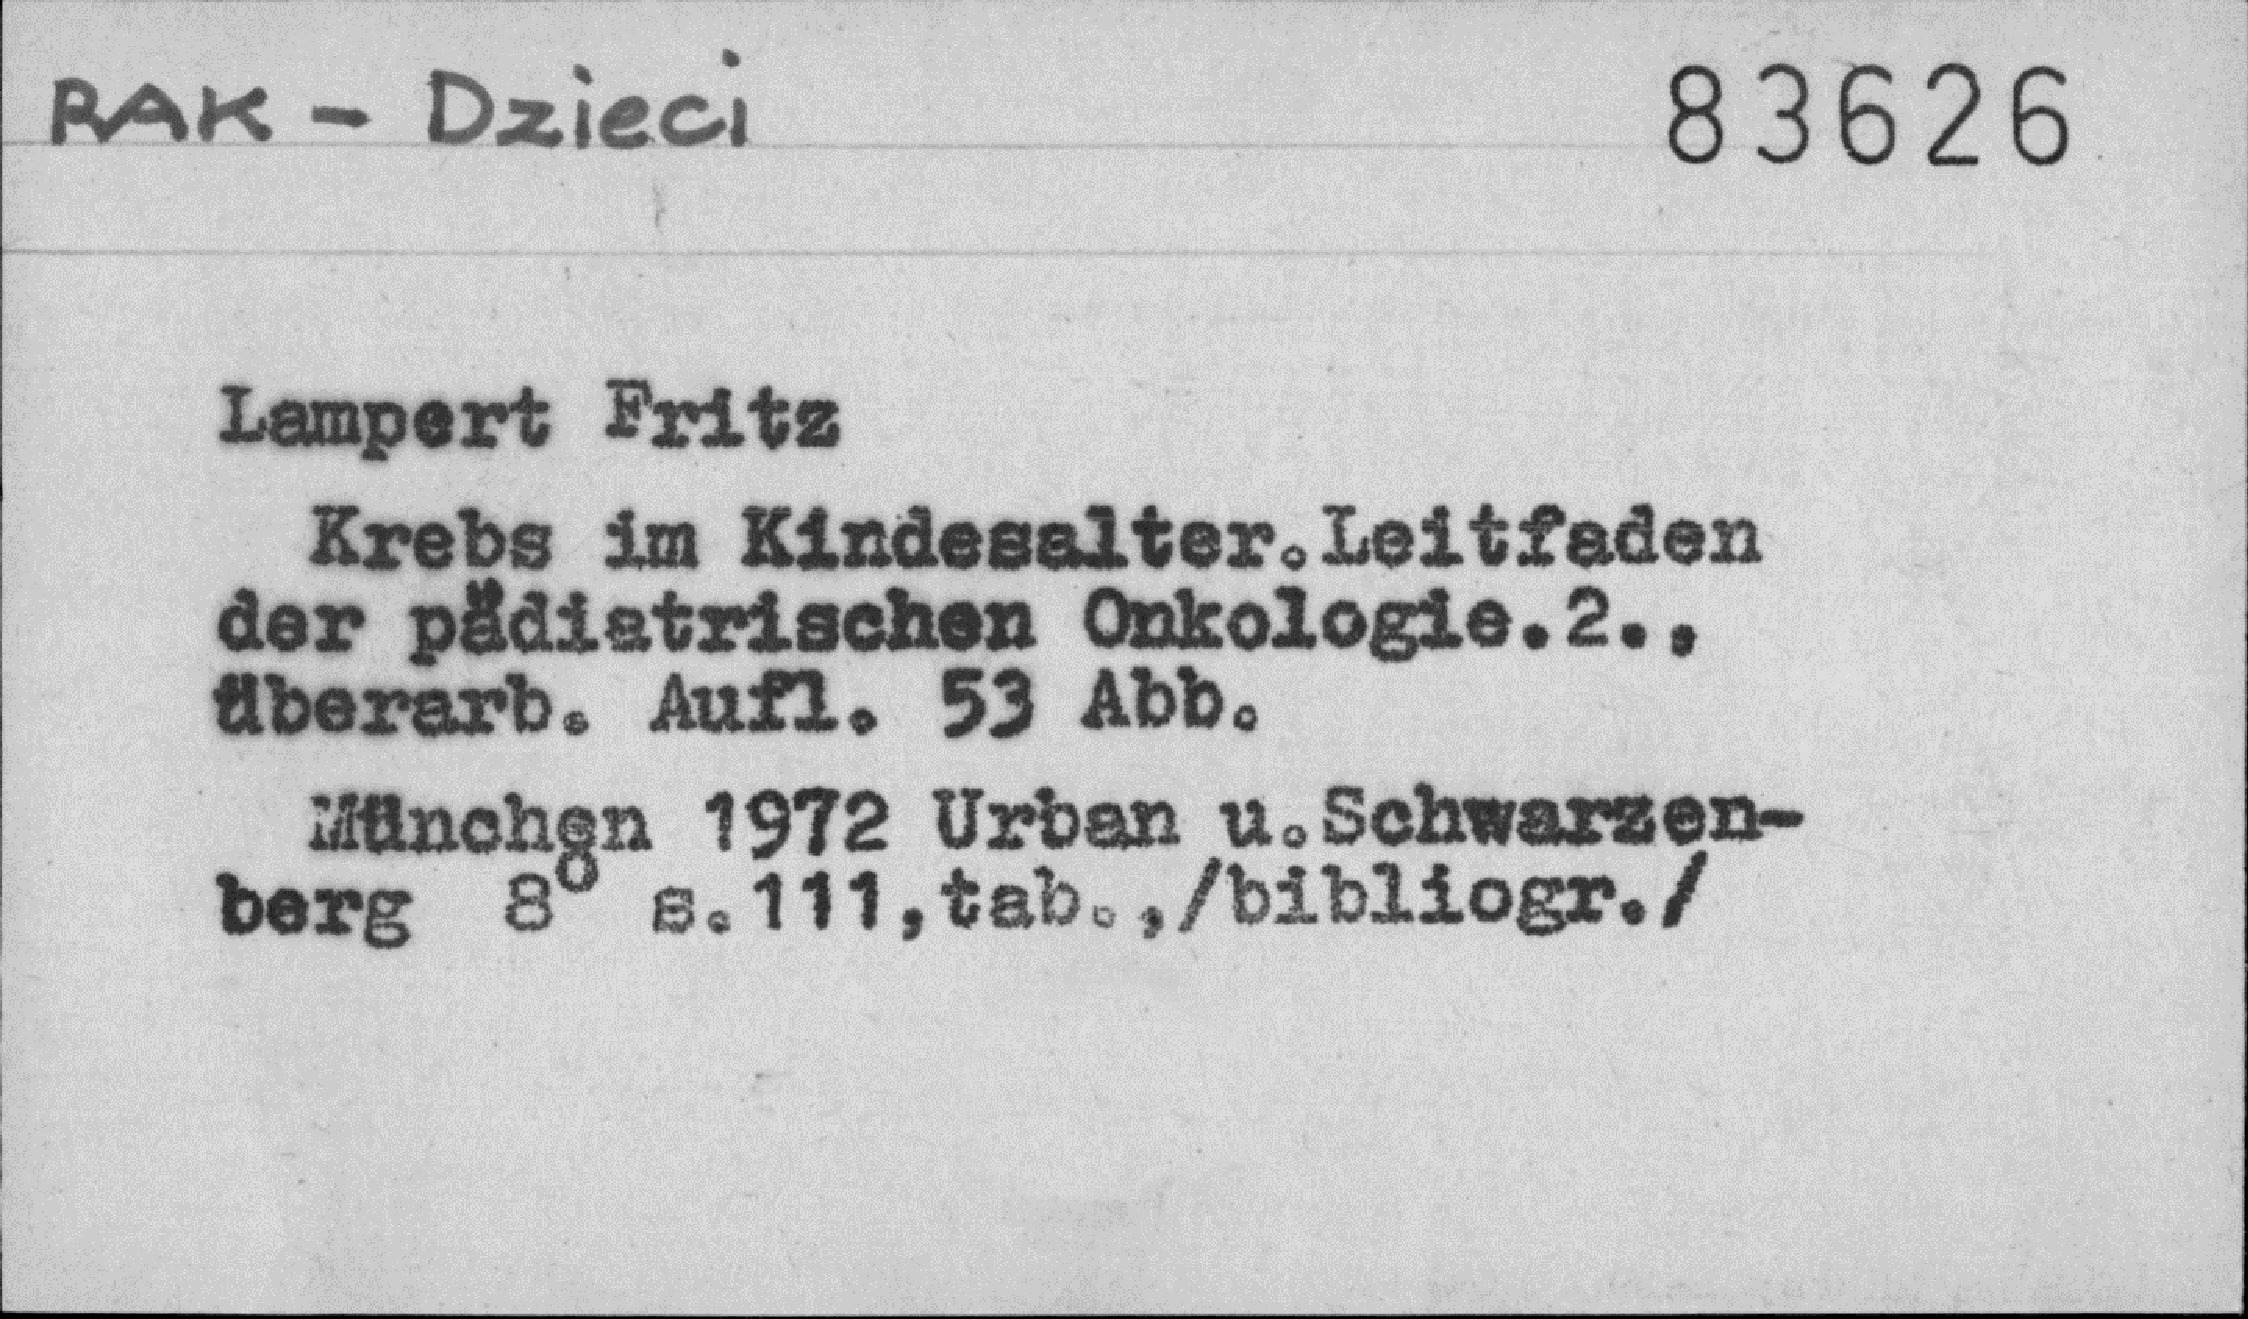 RAK - Dzieci 83626
Lampert Fritz
Krebs im Kindesalter.Leitfaden
der pädiatrischen Onkologie.2.,
überarb. Aufl. 53 Abb.
München 1972 Urban u.Schwarzen-
berg 8° s.111,tab.,/bibliogr./